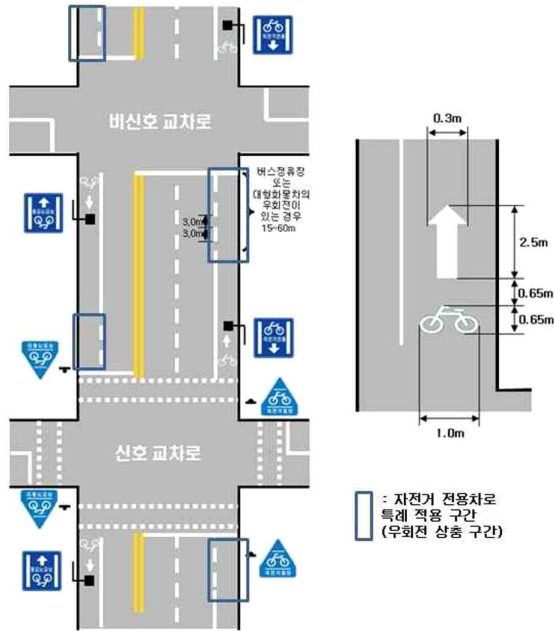 비신호 교차로
버스정류장
또는
대형화물차의
우회전이
있는 경우
15~60m
3.0m
3.0m
신호 교차로
0.3m
2.5m
0.65m
0.65m
1.0m
: 자전거 전용차로
특례 적용 구간
(우회전 상충 구간)